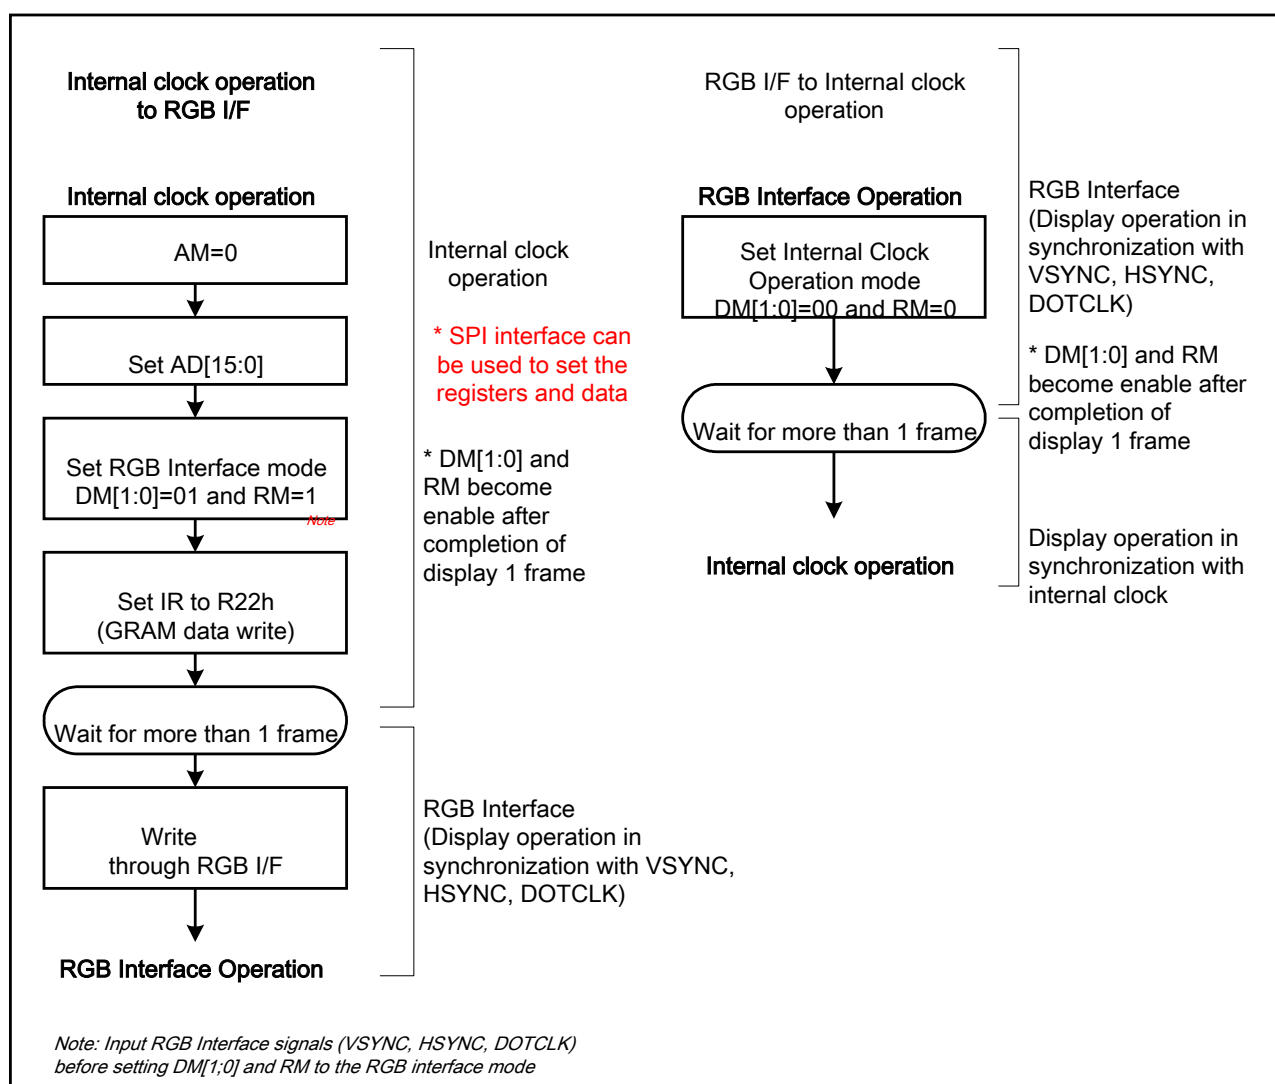 Internal clock operation
to RGB I/F
Internal clock operation
AM=0
Set AD[15:0]
Set RGB Interface mode
DM[1:0]=01 and RM=1
Note
Set IR to R22h
(GRAM data write)
Wait for more than 1 frame
Write
through RGB I/F
RGB Interface Operation
Internal clock
operation
* SPI interface can
be used to set the
registers and data
* DM[1:0] and
RM become
enable after
completion of
display 1 frame
RGB Interface
(Display operation in
synchronization with VSYNC,
HSYNC, DOTCLK)
RGB I/F to Internal clock
operation
RGB Interface Operation
Set Internal Clock
Operation mode
DM[1:0]=00 and RM=0
Wait for more than 1 frame
Internal clock operation
RGB Interface
(Display operation in
synchronization with
VSYNC, HSYNC,
DOTCLK)
* DM[1:0] and RM
become enable after
completion of
display 1 frame
Display operation in
synchronization with
internal clock
Note: Input RGB Interface signals (VSYNC, HSYNC, DOTCLK)
before setting DM[1;0] and RM to the RGB interface mode